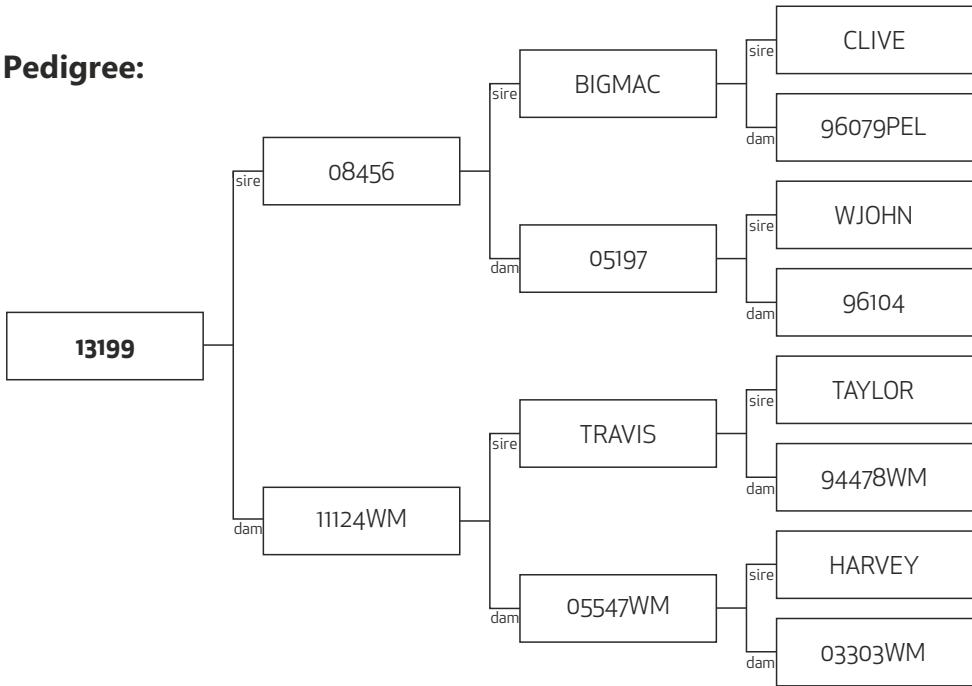 Pedigree:
CLIVE
sire
BIGMAC
sire
dam
96079PEL
08456
sire
WJOHN
sire
dam
05197
dam
96104
13199
TAYLOR
sire
TRAVIS
sire
dam
94478WM
dam
11124WM
HARVEY
sire
dam
05547WM
dam
03303WM